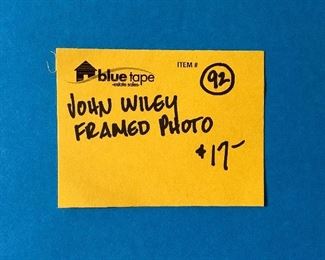 blue tape
estate sales
ITEM # 92
JOHN WILEY
FRAMED PHOTO
$17-